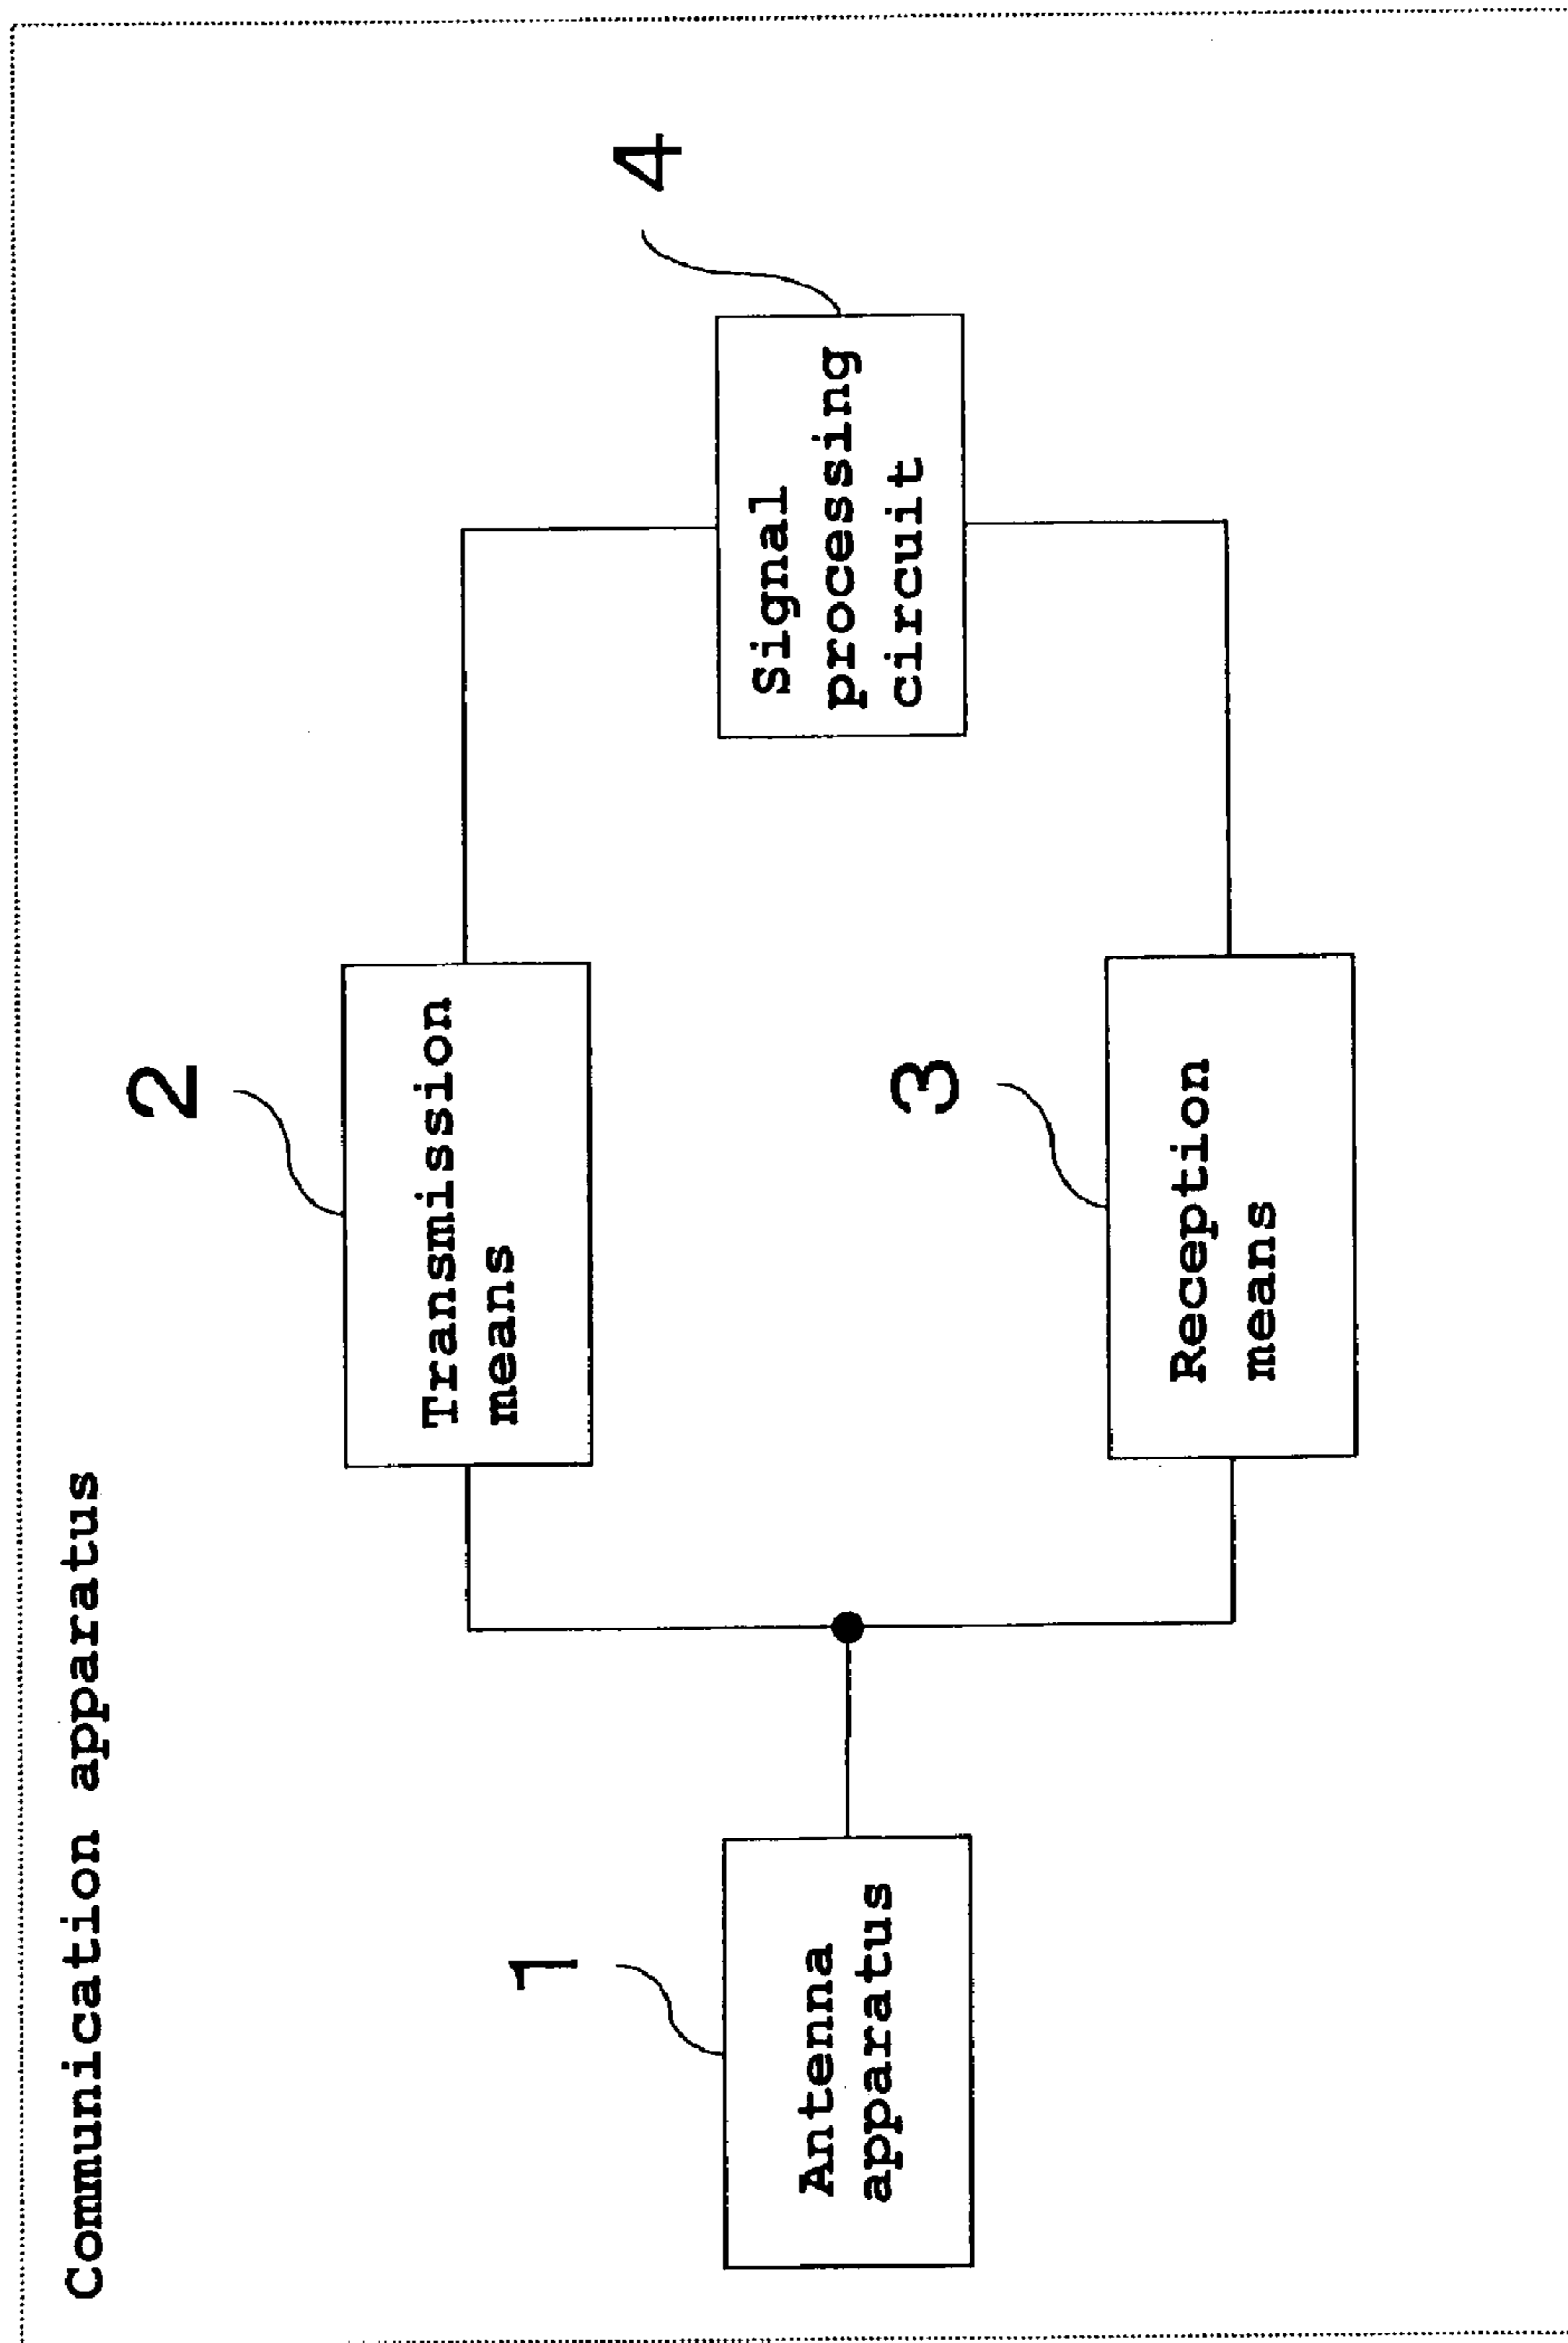 Communication apparatus
2
Transmission
means
4
1
Antenna
apparatus
Signal
processing
circuit
3
Reception
means